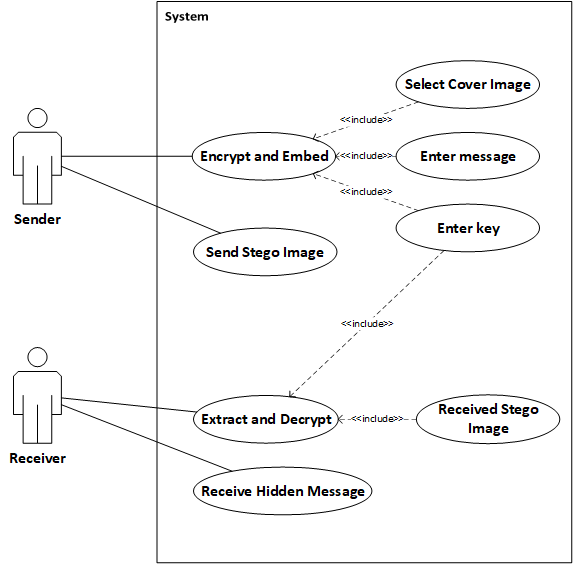 System
Select Cover Image
<<include>>
Encrypt and Embed
<<include>>
Enter message
<<include>>
Sender
Enter key
Send Stego Image
<<include>>
Extract and Decrypt
<<include>>
Received Stego
Image
Receiver
Receive Hidden Message